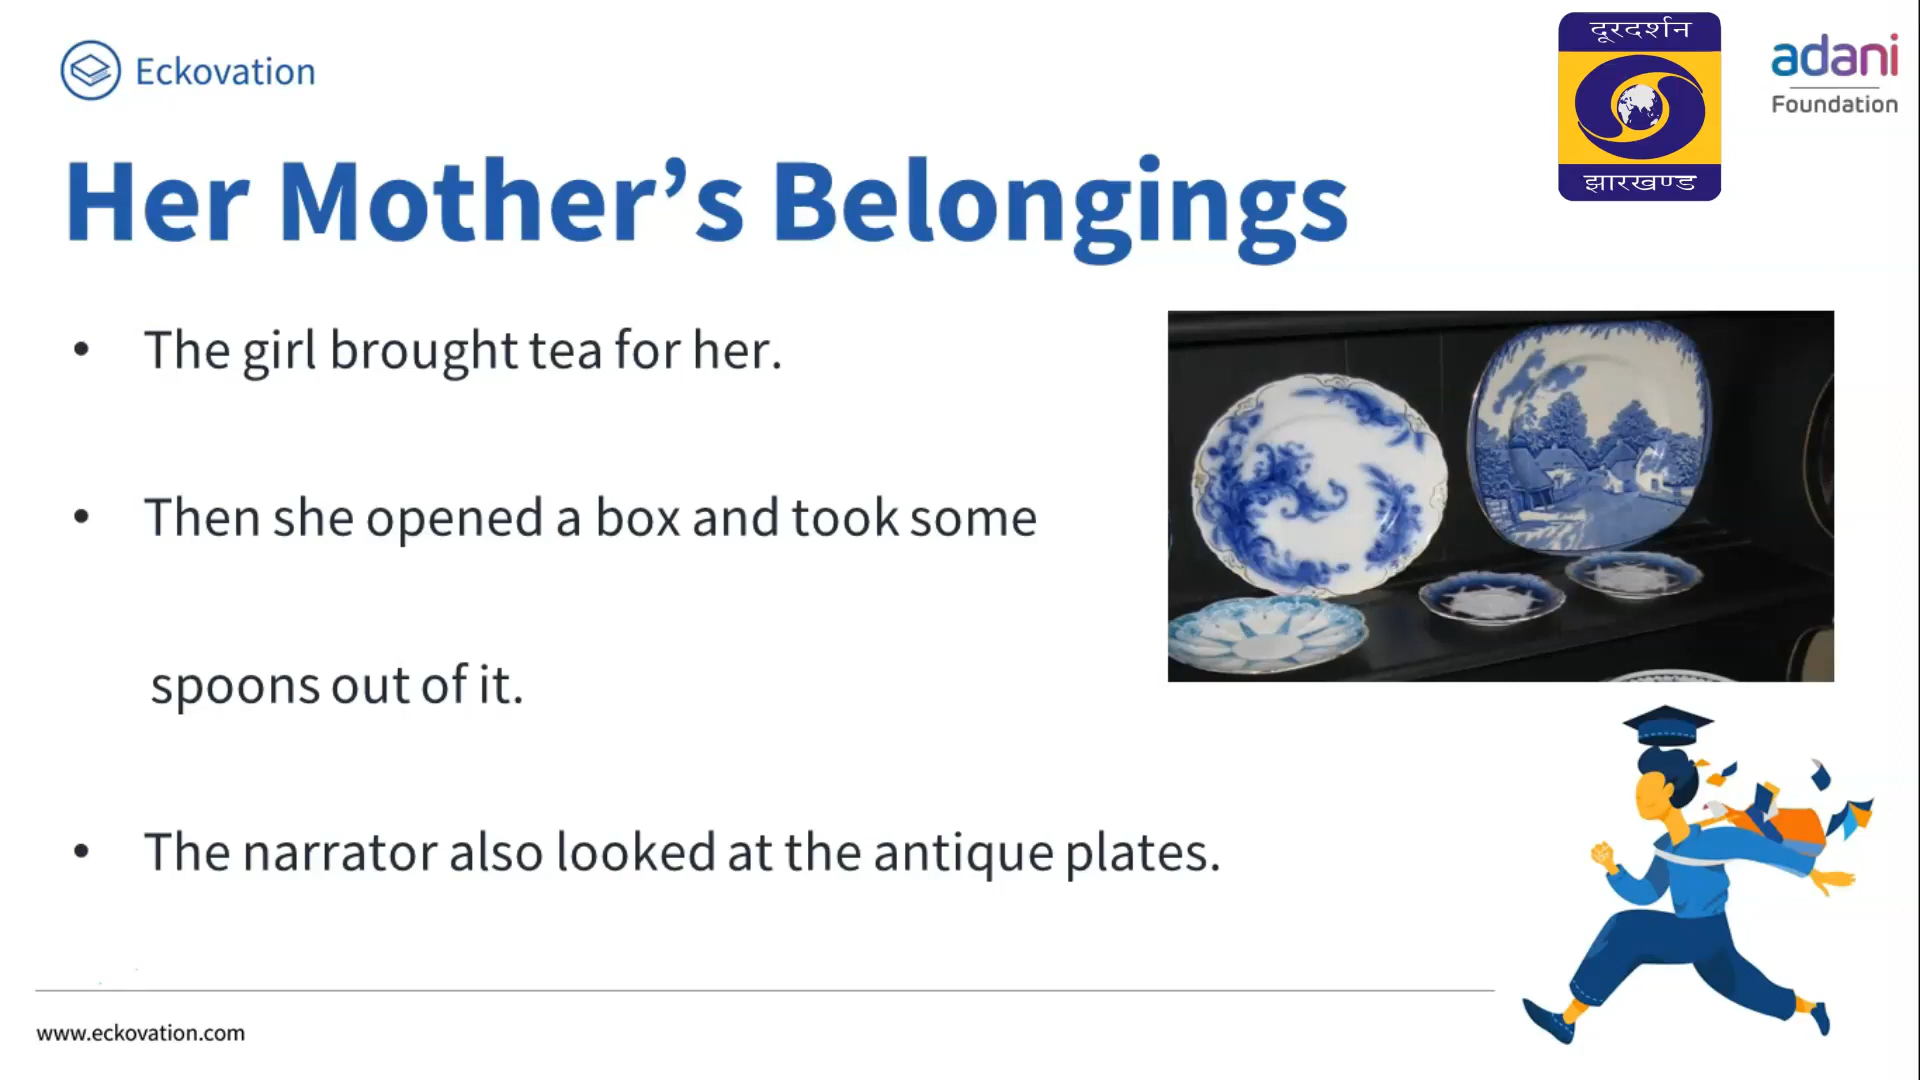 Eckovation
दूरदर्शन
झारखण्ड
adani
Foundation
Her Mother’s Belongings
• The girl brought tea for her.
• Then she opened a box and took some
spoons out of it.
• The narrator also looked at the antique plates.
www.eckovation.com